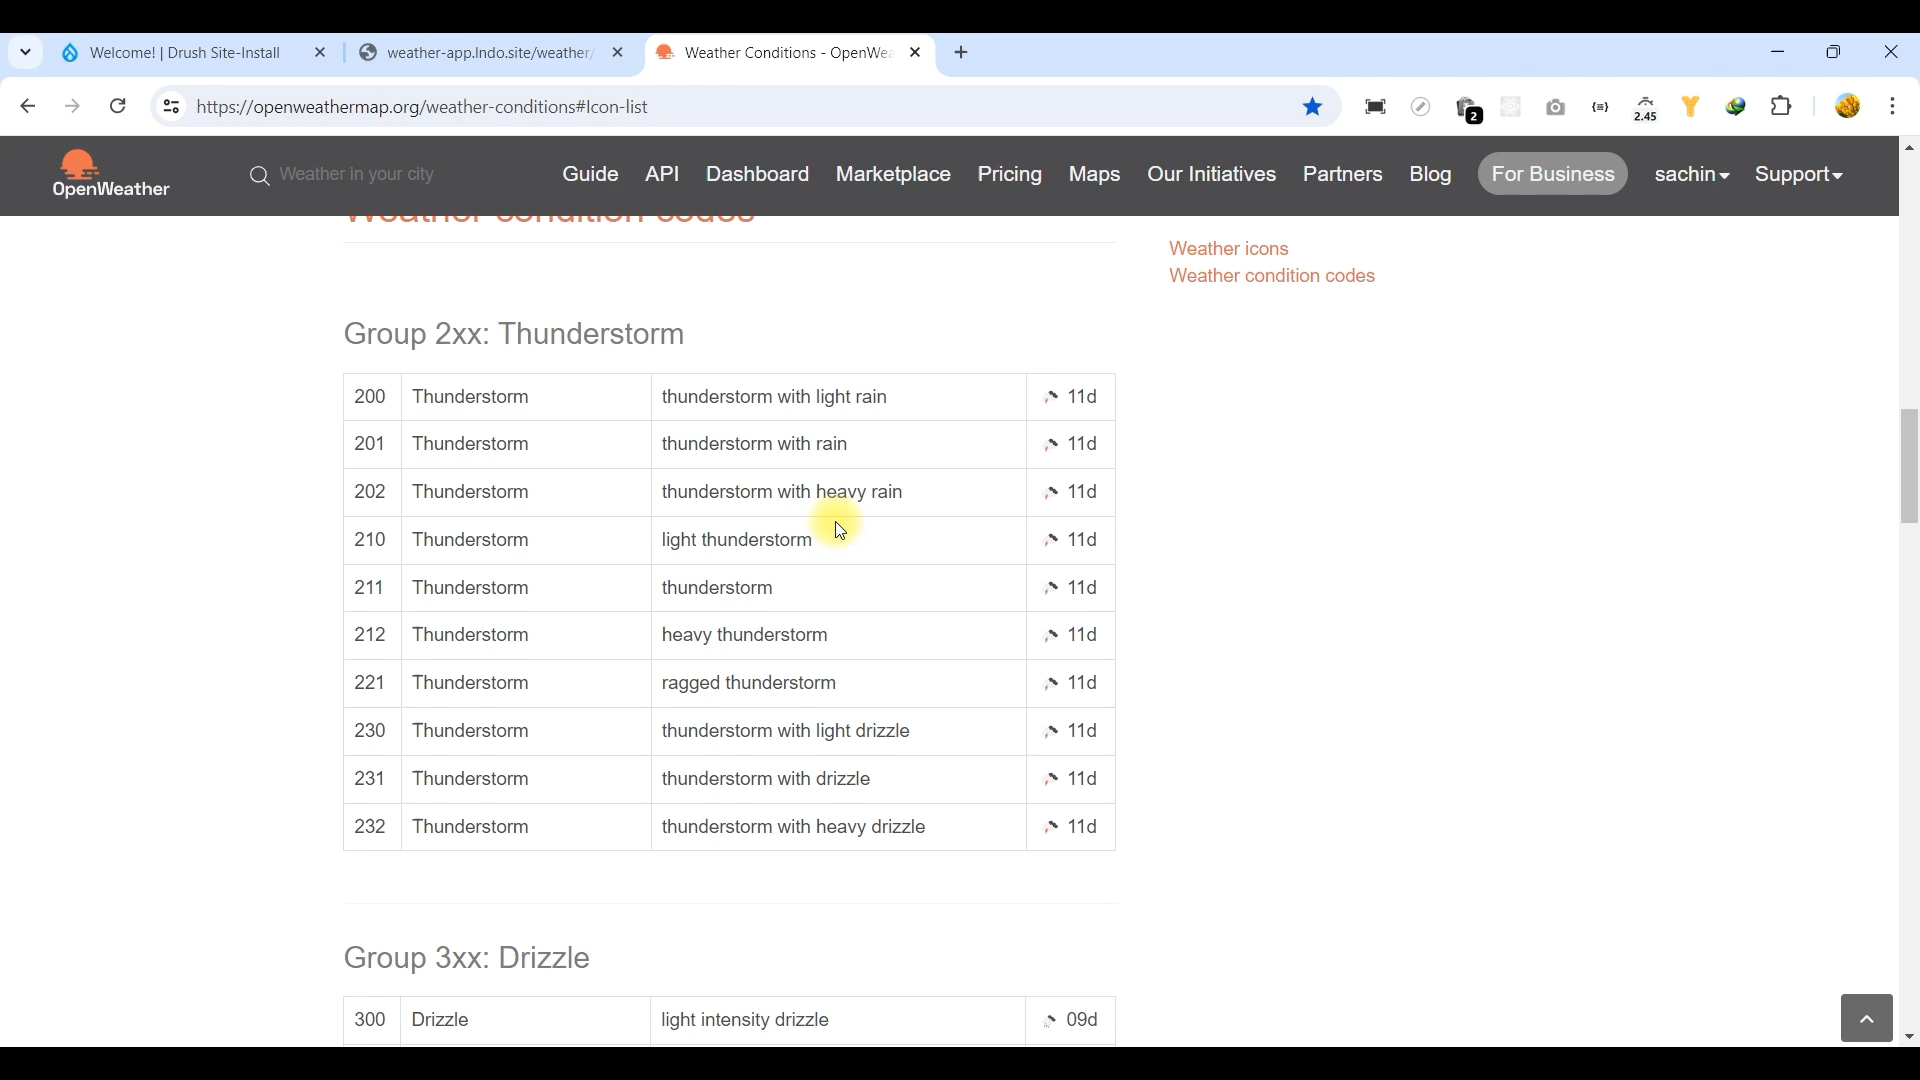 Welcome! | Drush Site-Install
weather-app.lndo.site/weather/
Weather Conditions - OpenWea
https://openweathermap.org/weather-conditions#Icon-list
2
2.45
OpenWeather
Weather in your city
Guide API Dashboard Marketplace Pricing Maps Our Initiatives Partners Blog For Business sachin Support
Weather condition codes
Weather icons
Weather condition codes
Group 2xx: Thunderstorm
200 Thunderstorm thunderstorm with light rain 11d
201 Thunderstorm thunderstorm with rain 11d
202 Thunderstorm thunderstorm with heavy rain 11d
210 Thunderstorm light thunderstorm 11d
211 Thunderstorm thunderstorm 11d
212 Thunderstorm heavy thunderstorm 11d
221 Thunderstorm ragged thunderstorm 11d
230 Thunderstorm thunderstorm with light drizzle 11d
231 Thunderstorm thunderstorm with drizzle 11d
232 Thunderstorm thunderstorm with heavy drizzle 11d
Group 3xx: Drizzle
300 Drizzle light intensity drizzle 09d